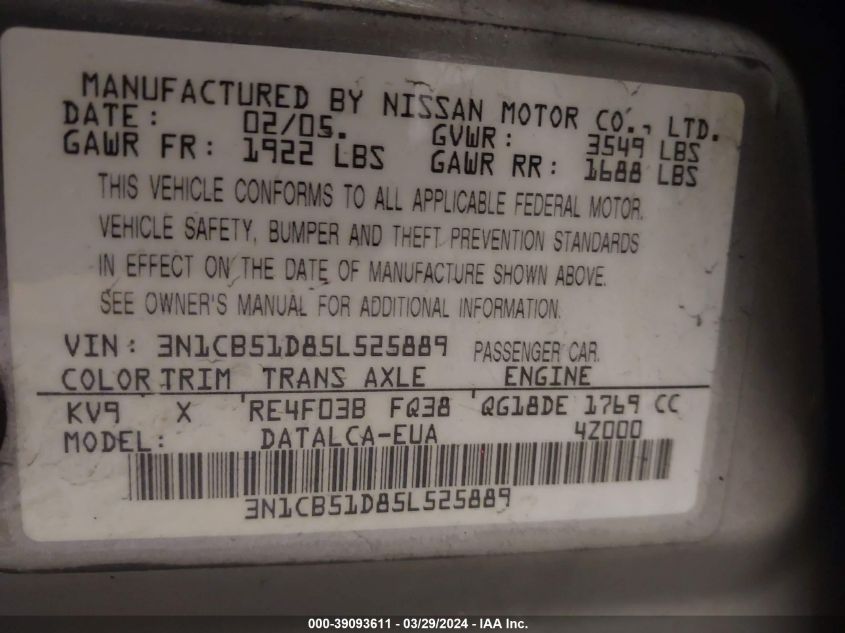 MANUFACTURED BY NISSAN MOTOR CO., LTD.
DATE: 02/05. GVWR: 3549 LBS
GAWR FR: 1922 LBS GAWR RR: 1688 LBS
THIS VEHICLE CONFORMS TO ALL APPLICABLE FEDERAL MOTOR.
VEHICLE SAFETY, BUMPER AND THEFT PREVENTION STANDARDS
IN EFFECT ON THE DATE OF MANUFACTURE SHOWN ABOVE.
SEE OWNER'S MANUAL FOR ADDITIONAL INFORMATION.
VIN: 3N1CB51D85L525889 PASSENGER CAR.
COLOR TRIM TRANS AXLE ENGINE
KV9 X RE4F03B FQ38 QG18DE 1769 CC
MODEL: DATALCA-EUA 4Z000
3N1CB51D85L525889
000-39093611 - 03/29/2024 - IAA Inc.